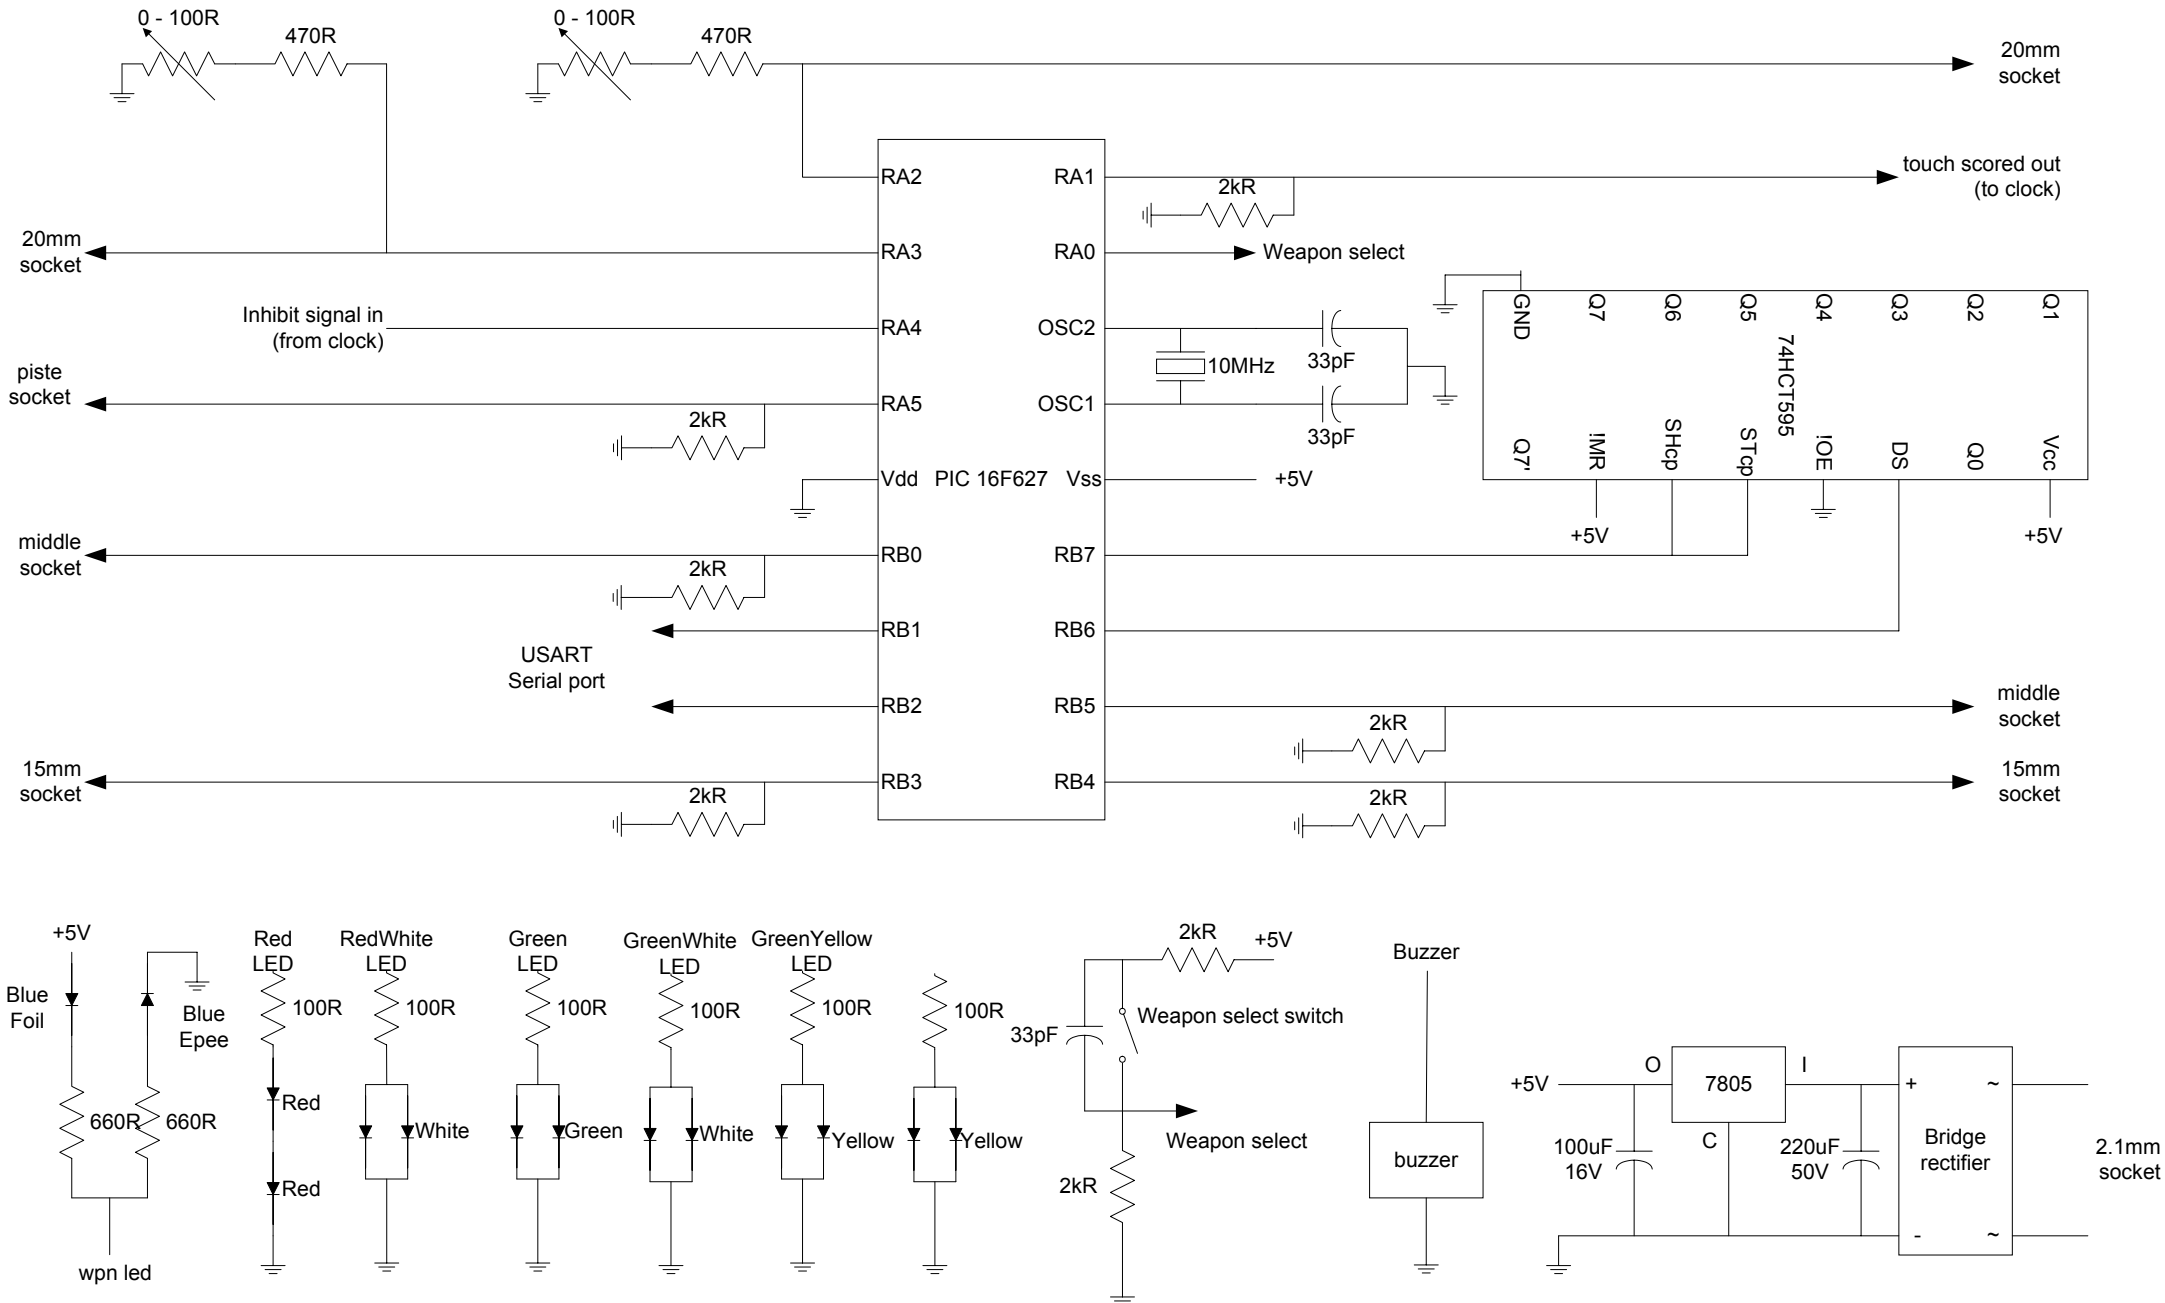 0 - 100R
470R
0 - 100R
470R
20mm
socket
RA2
RA1
2kR
touch scored out
(to clock)
20mm
socket
RA3
RA0
Weapon select
Inhibit signal in
(from clock)
RA4
OSC2
33pF
10MHz
piste
socket
2kR
RA5
OSC1
33pF
GND
Q7
Q6
Q5
Q4
Q3
Q2
Q1
74HCT595
Q7'
!MR
SHcp
STcp
!OE
DS
Q0
Vcc
Vdd
PIC 16F627
Vss
+5V
+5V
+5V
middle
socket
2kR
RB0
RB7
USART
Serial port
RB1
RB6
RB2
RB5
2kR
middle
socket
15mm
socket
2kR
RB3
RB4
2kR
15mm
socket
+5V
Blue
Foil
Blue
Epee
660R
660R
wpn led
Red
LED
100R
Red
Red
RedWhite
LED
100R
White
Green
LED
100R
Green
GreenWhite
LED
100R
White
GreenYellow
LED
100R
Yellow
100R
Yellow
2kR
+5V
33pF
Weapon select switch
Weapon select
2kR
Buzzer
buzzer
+5V
O
7805
I
C
100uF
16V
220uF
50V
+
~
Bridge
rectifier
-
~
2.1mm
socket